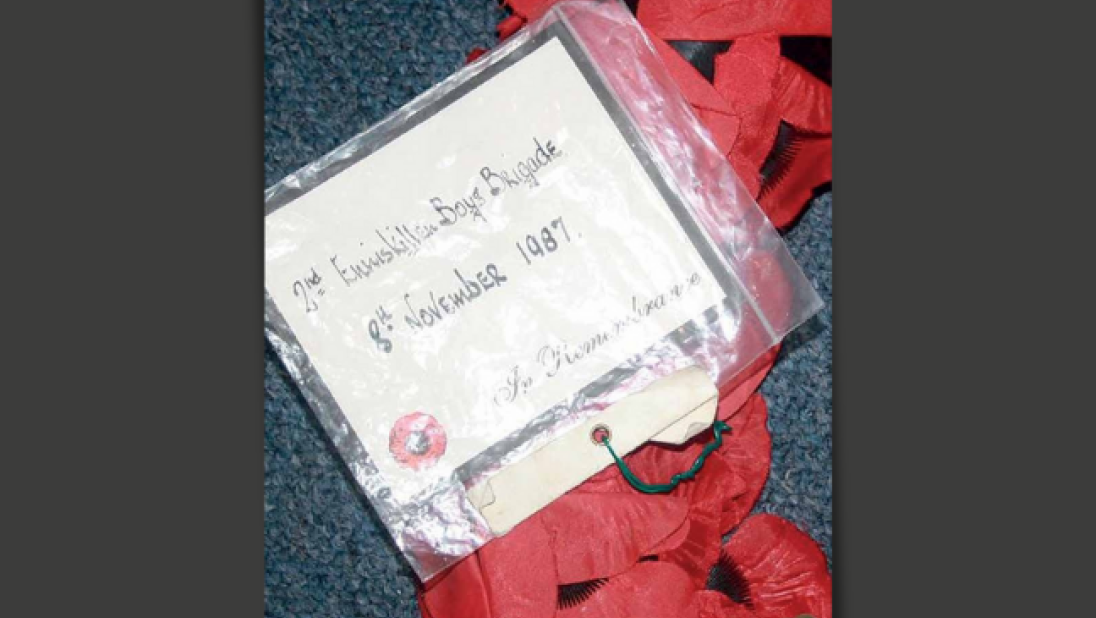 2nd Enniskillen Boys Brigade
8th November 1987.
In Remembrance